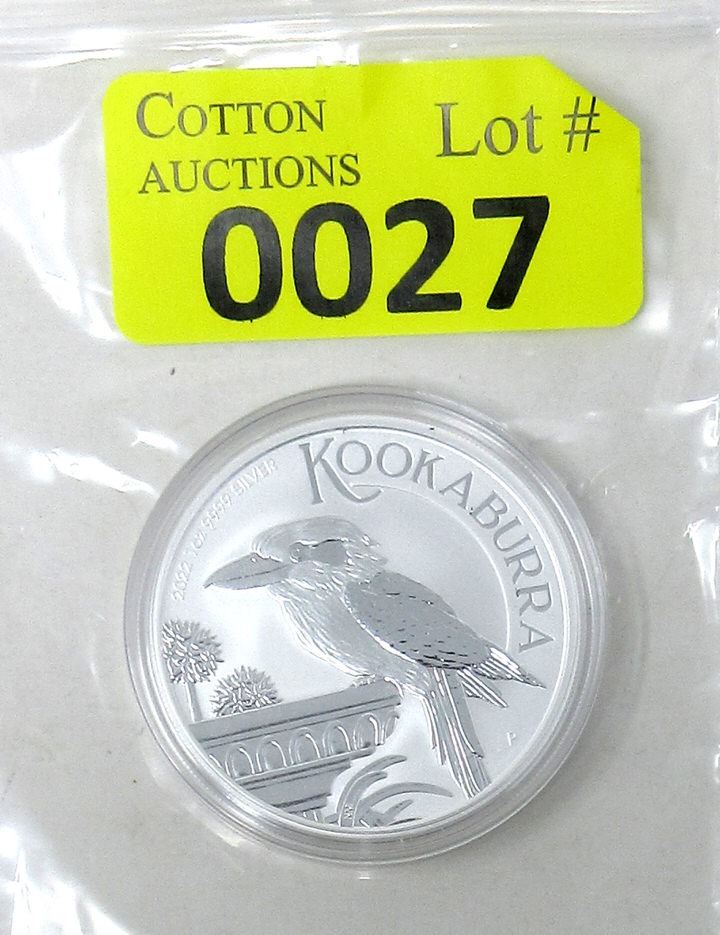 COTTON
AUCTIONS
Lot #
0027
KOOKABURRA
2022 1oz 9999 SILVER
P